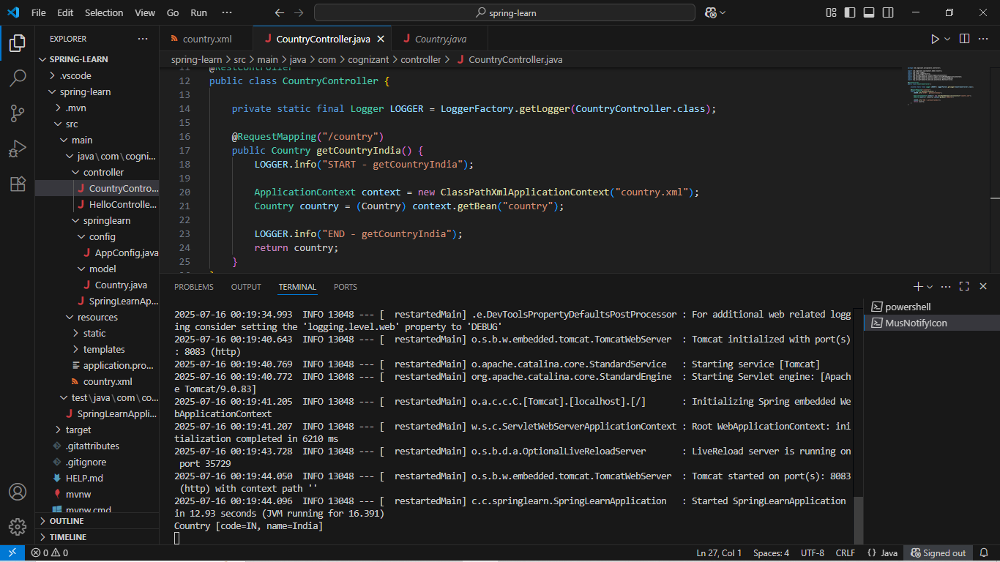 File Edit Selection View Go Run ··· spring-learn
EXPLORER ···
SPRING-LEARN
.vscode
spring-learn
.mvn
src
main
java\com\cogni...
controller
CountryContro...
HelloControlle...
springlearn
config
AppConfig.java
model
Country.java
SpringLearnAp...
resources
static
templates
application.pro...
country.xml
test\java\com\co...
SpringLearnAppli...
target
.gitattributes
.gitignore
HELP.md
mvnw
mvnw.cmd
OUTLINE
TIMELINE
country.xml CountryController.java Country.java
spring-learn > src > main > java > com > cognizant > controller > CountryController.java
11 @RestController
12 public class CountryController {
13
14 private static final Logger LOGGER = LoggerFactory.getLogger(CountryController.class);
15
16 @RequestMapping("/country")
17 public Country getCountryIndia() {
18 LOGGER.info("START - getCountryIndia");
19
20 ApplicationContext context = new ClassPathXmlApplicationContext("country.xml");
21 Country country = (Country) context.getBean("country");
22
23 LOGGER.info("END - getCountryIndia");
24 return country;
25 }
PROBLEMS OUTPUT TERMINAL PORTS
powershell
MusNotifyIcon
2025-07-16 00:19:34.993 INFO 13048 --- [ restartedMain] .e.DevToolsPropertyDefaultsPostProcessor : For additional web related logg
ing consider setting the 'logging.level.web' property to 'DEBUG'
2025-07-16 00:19:40.643 INFO 13048 --- [ restartedMain] o.s.b.w.embedded.tomcat.TomcatWebServer : Tomcat initialized with port(s)
: 8083 (http)
2025-07-16 00:19:40.769 INFO 13048 --- [ restartedMain] o.apache.catalina.core.StandardService : Starting service [Tomcat]
2025-07-16 00:19:40.772 INFO 13048 --- [ restartedMain] org.apache.catalina.core.StandardEngine : Starting Servlet engine: [Apach
e Tomcat/9.0.83]
2025-07-16 00:19:41.205 INFO 13048 --- [ restartedMain] o.a.c.c.C.[Tomcat].[localhost].[/] : Initializing Spring embedded We
bApplicationContext
2025-07-16 00:19:41.207 INFO 13048 --- [ restartedMain] w.s.c.ServletWebServerApplicationContext : Root WebApplicationContext: ini
tialization completed in 6210 ms
2025-07-16 00:19:43.728 INFO 13048 --- [ restartedMain] o.s.b.d.a.OptionalLiveReloadServer : LiveReload server is running on
port 35729
2025-07-16 00:19:44.050 INFO 13048 --- [ restartedMain] o.s.b.w.embedded.tomcat.TomcatWebServer : Tomcat started on port(s): 8083
(http) with context path ''
2025-07-16 00:19:44.096 INFO 13048 --- [ restartedMain] c.c.springlearn.SpringLearnApplication : Started SpringLearnApplication
in 12.93 seconds (JVM running for 16.391)
Country [code=IN, name=India]
0 0 Ln 27, Col 1 Spaces: 4 UTF-8 CRLF {} Java Signed out